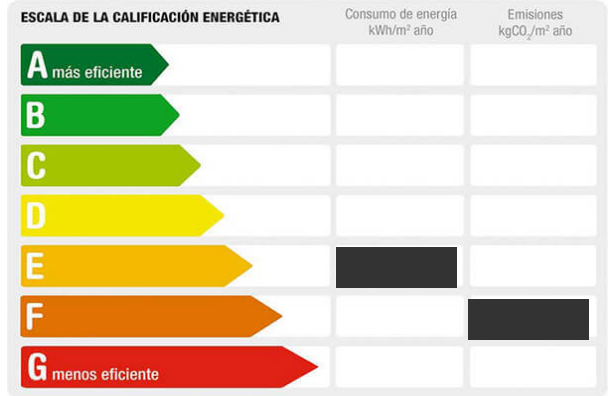 ESCALA DE LA CALIFICACIÓN ENERGÉTICA
Consumo de energía
kWh/m² año
Emisiones
kgCO₂/m² año
A más eficiente
B
C
D
E
F
G menos eficiente